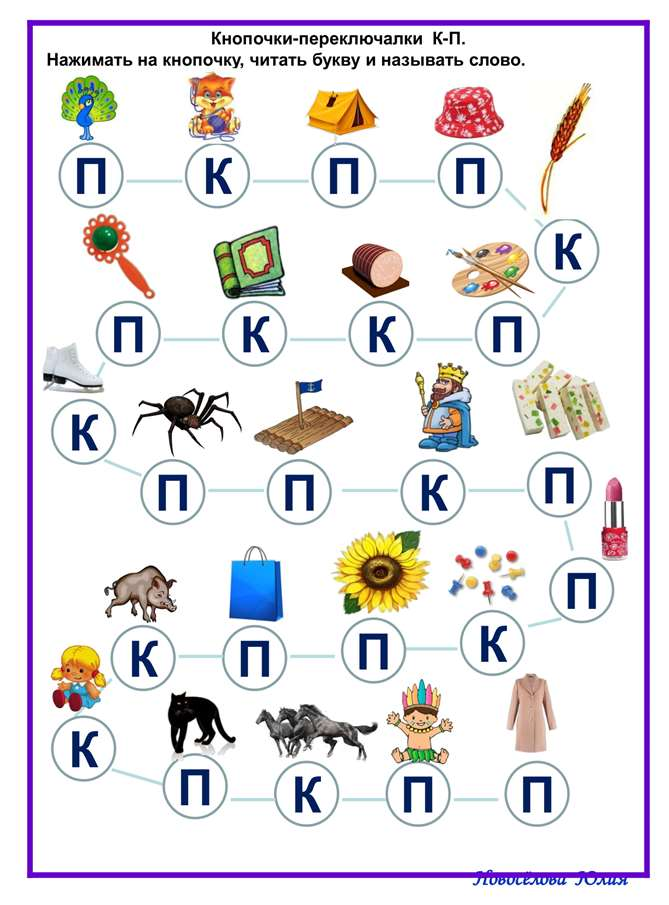 Кнопочки-переключалки К-П.
Нажимать на кнопочку, читать букву и называть слово.
П К П П
К
П К К П
К
П П К П
П
К П П К
К
П К П П
Новосёлова Юлия